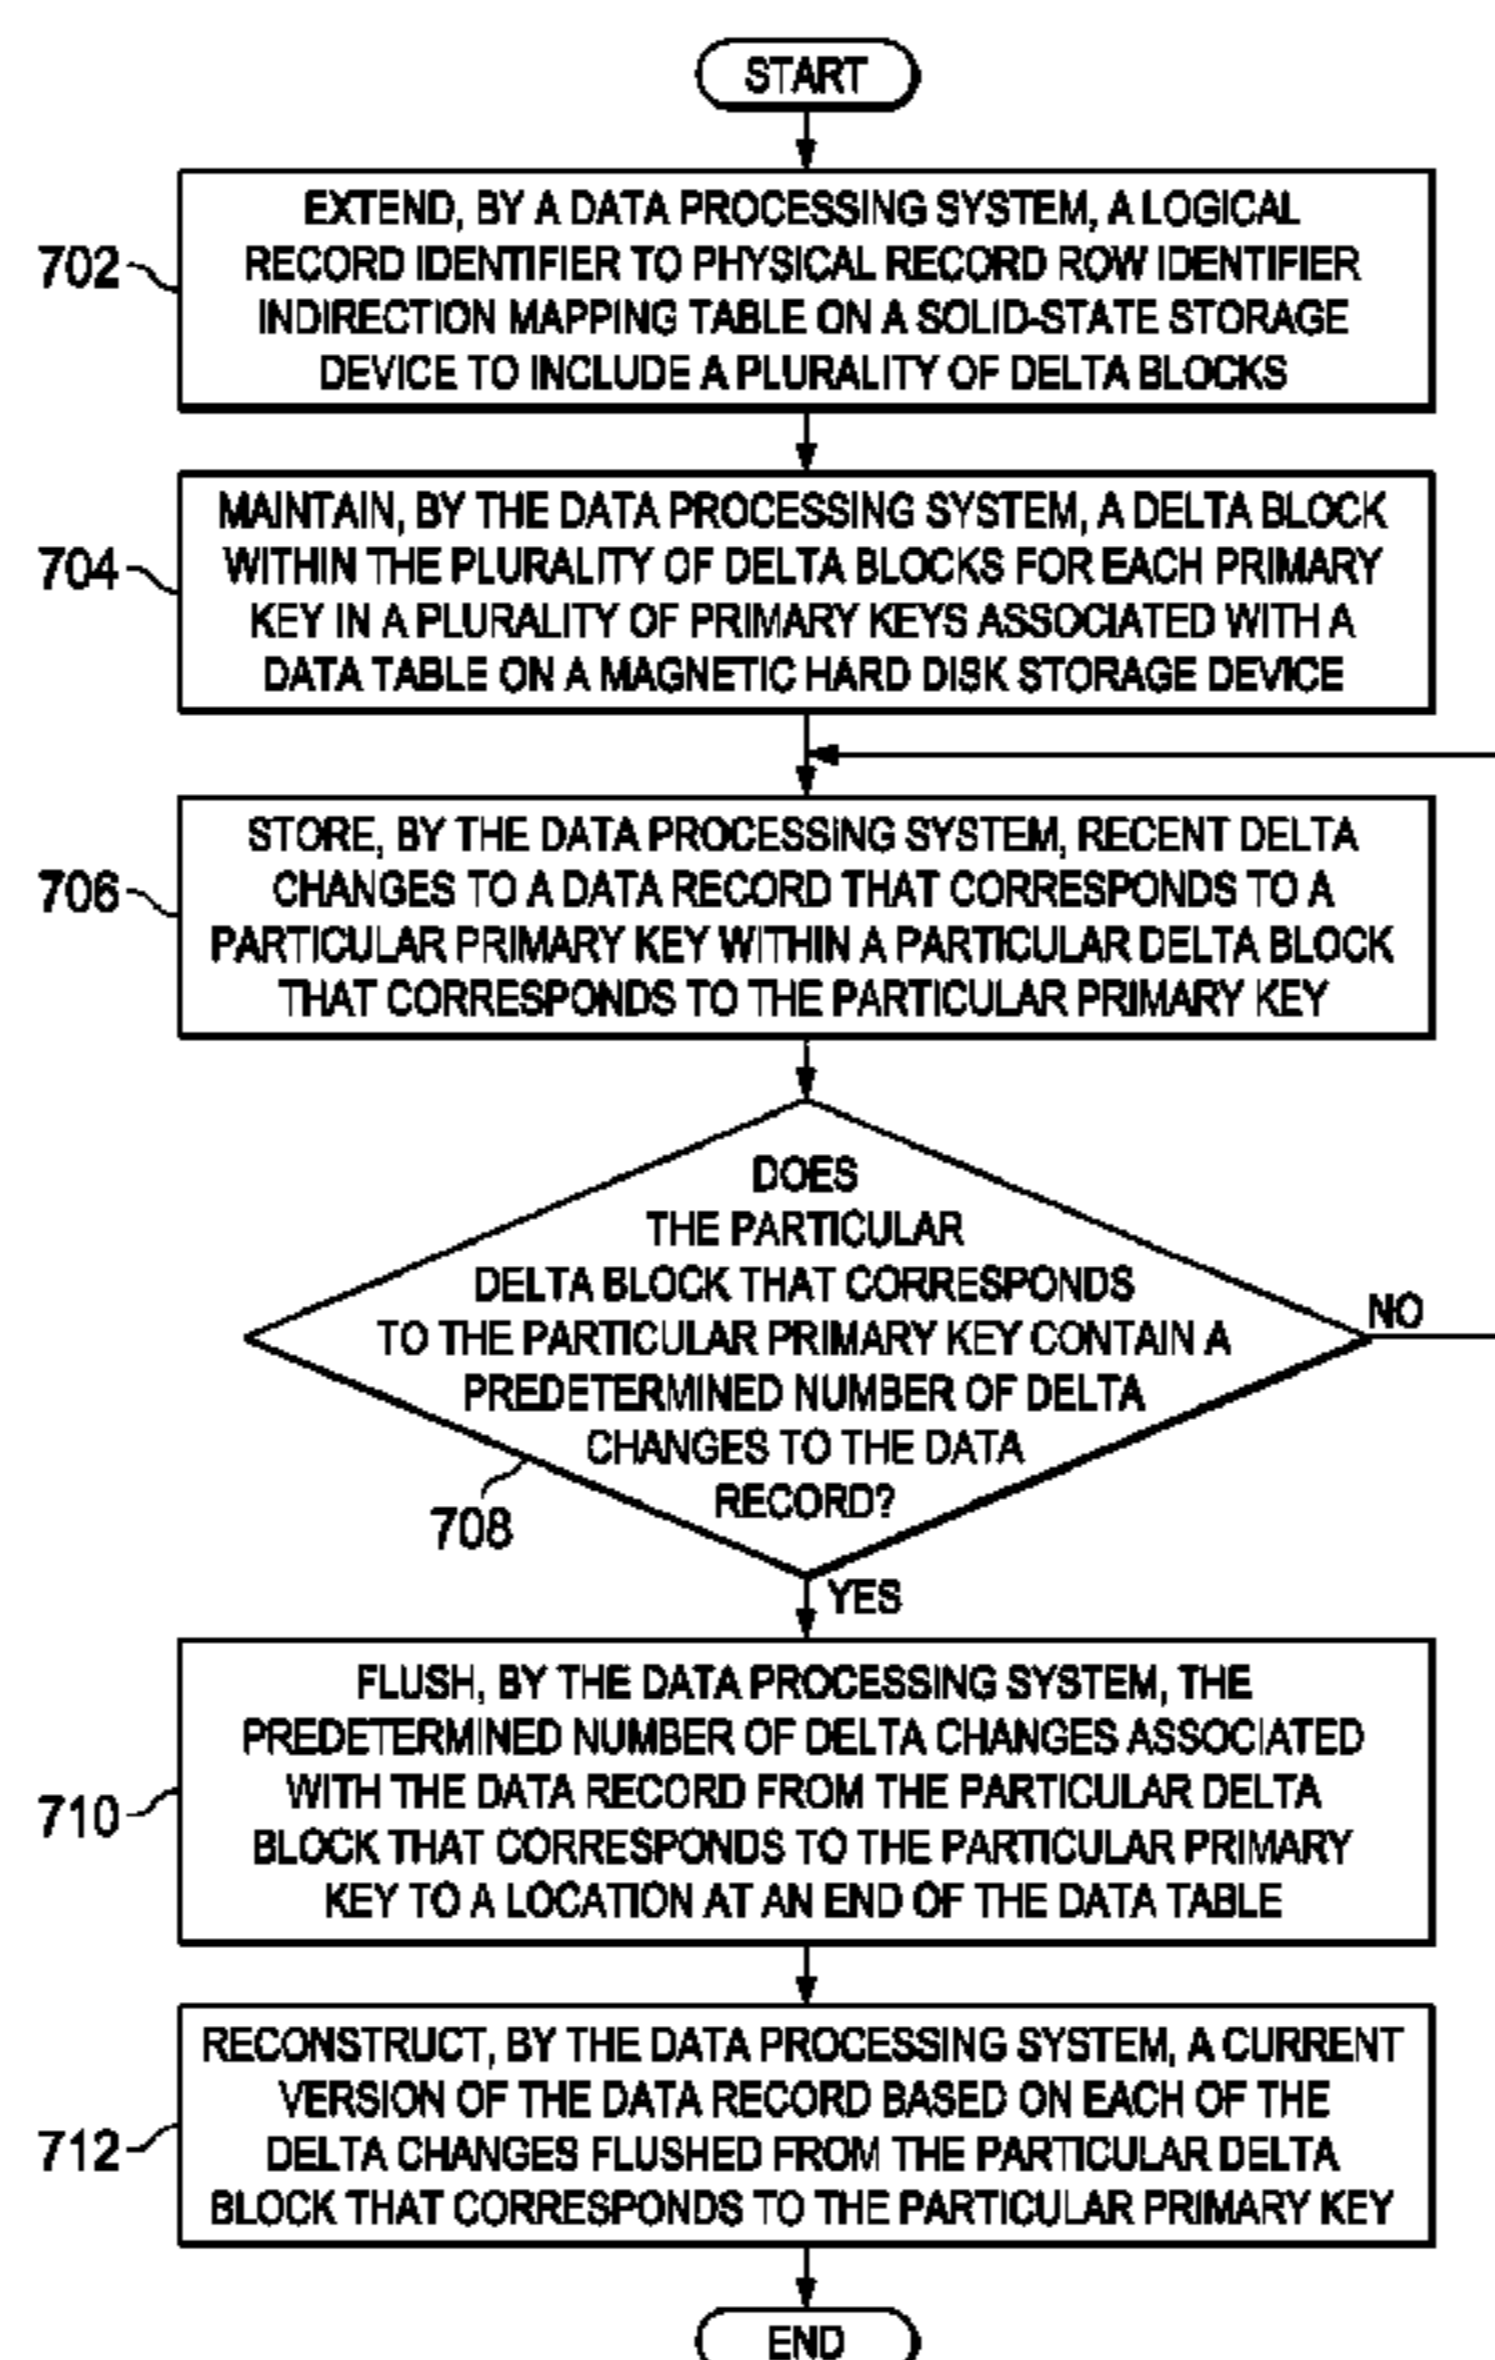 START
EXTEND, BY A DATA PROCESSING SYSTEM, A LOGICAL
RECORD IDENTIFIER TO PHYSICAL RECORD ROW IDENTIFIER
INDIRECTION MAPPING TABLE ON A SOLID-STATE STORAGE
DEVICE TO INCLUDE A PLURALITY OF DELTA BLOCKS
702
MAINTAIN, BY THE DATA PROCESSING SYSTEM, A DELTA BLOCK
WITHIN THE PLURALITY OF DELTA BLOCKS FOR EACH PRIMARY
KEY IN A PLURALITY OF PRIMARY KEYS ASSOCIATED WITH A
DATA TABLE ON A MAGNETIC HARD DISK STORAGE DEVICE
704
STORE, BY THE DATA PROCESSING SYSTEM, RECENT DELTA
CHANGES TO A DATA RECORD THAT CORRESPONDS TO A
PARTICULAR PRIMARY KEY WITHIN A PARTICULAR DELTA BLOCK
THAT CORRESPONDS TO THE PARTICULAR PRIMARY KEY
706
DOES
THE PARTICULAR
DELTA BLOCK THAT CORRESPONDS
TO THE PARTICULAR PRIMARY KEY CONTAIN A
PREDETERMINED NUMBER OF DELTA
CHANGES TO THE DATA
RECORD?
NO
708
YES
FLUSH, BY THE DATA PROCESSING SYSTEM, THE
PREDETERMINED NUMBER OF DELTA CHANGES ASSOCIATED
WITH THE DATA RECORD FROM THE PARTICULAR DELTA
BLOCK THAT CORRESPONDS TO THE PARTICULAR PRIMARY
KEY TO A LOCATION AT AN END OF THE DATA TABLE
710
RECONSTRUCT, BY THE DATA PROCESSING SYSTEM, A CURRENT
VERSION OF THE DATA RECORD BASED ON EACH OF THE
DELTA CHANGES FLUSHED FROM THE PARTICULAR DELTA
BLOCK THAT CORRESPONDS TO THE PARTICULAR PRIMARY KEY
712
END